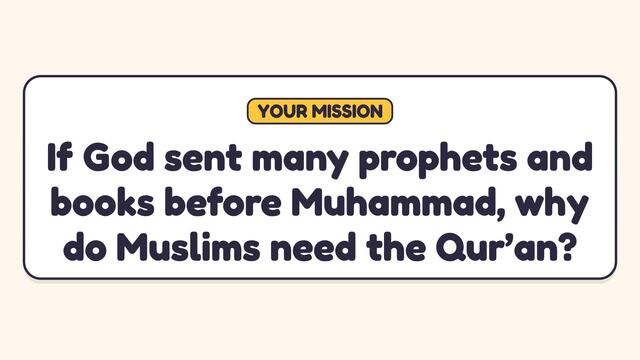 YOUR MISSION
If God sent many prophets and
books before Muhammad, why
do Muslims need the Qur’an?